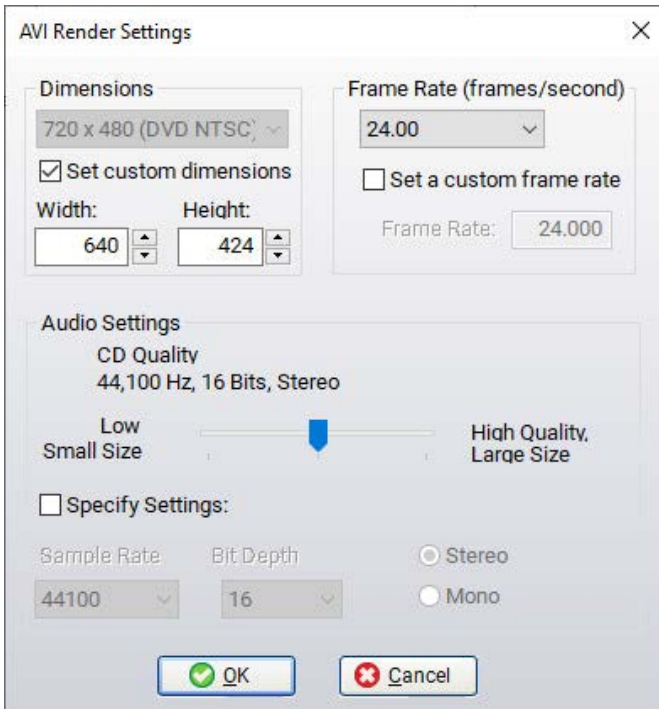 AVI Render Settings
Dimensions
720 x 480 (DVD NTSC)
Set custom dimensions
Width:
Height:
640
424
Frame Rate (frames/second)
24.00
Set a custom frame rate
Frame Rate:
24.000
Audio Settings
CD Quality
44,100 Hz, 16 Bits, Stereo
Low
Small Size
High Quality,
Large Size
Specify Settings:
Sample Rate
Bit Depth
44100
16
Stereo
Mono
OK
Cancel